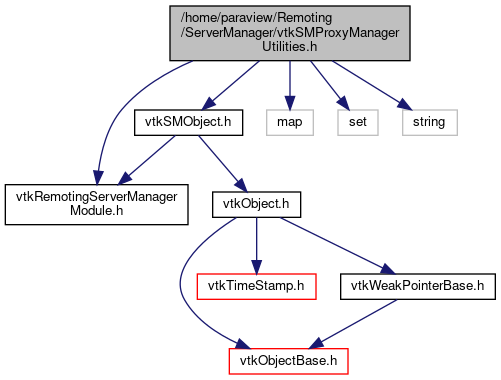 /home/paraview/Remoting
/ServerManager/vtkSMProxyManager
Utilities.h
vtkSMObject.h
map
set
string
vtkRemotingServerManager
Module.h
vtkObject.h
vtkTimeStamp.h
vtkWeakPointerBase.h
vtkObjectBase.h